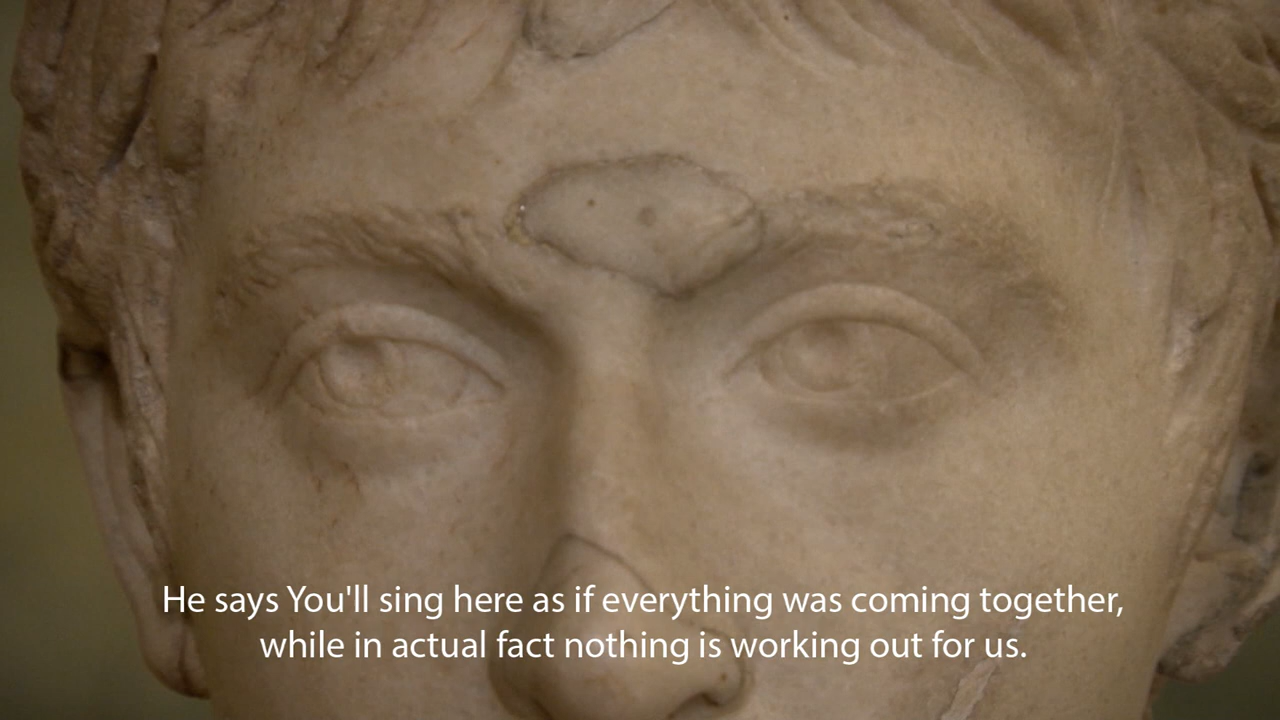 He says You'll sing here as if everything was coming together,
while in actual fact nothing is working out for us.